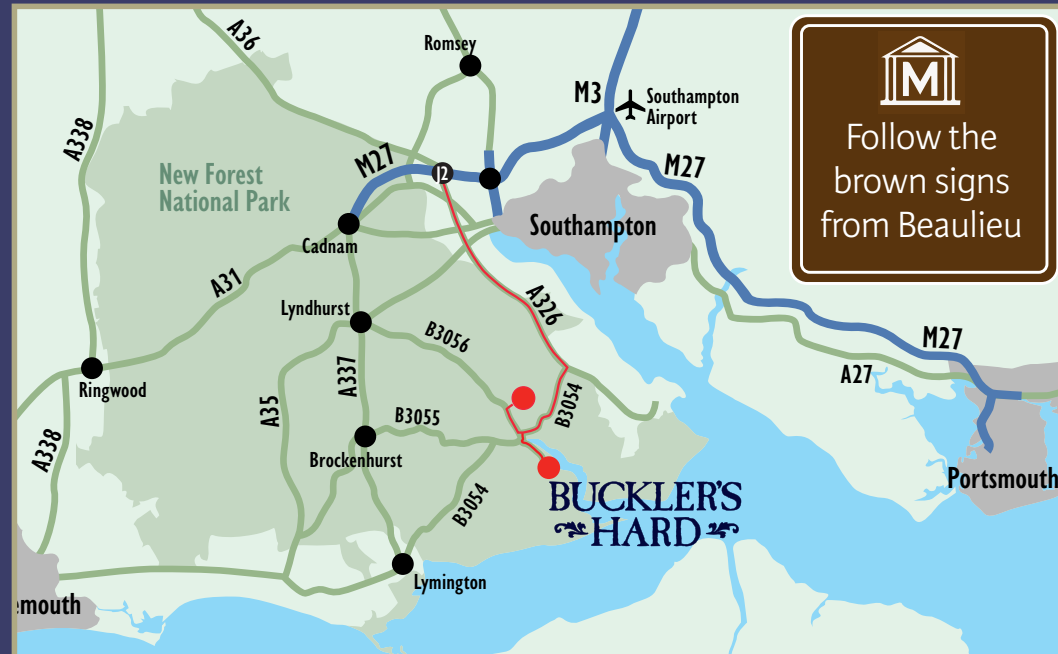 A36
Romsey
M3
Southampton
Airport
M
Follow the
brown signs
from Beaulieu
A338
M27
J2
M27
New Forest
National Park
Southampton
Cadnam
A31
A326
Lyndhurst
B3056
M27
A27
Ringwood
A337
A35
B3054
B3055
A338
Brockenhurst
B3054
BUCKLER'S
HARD
Portsmouth
Lymington
emouth